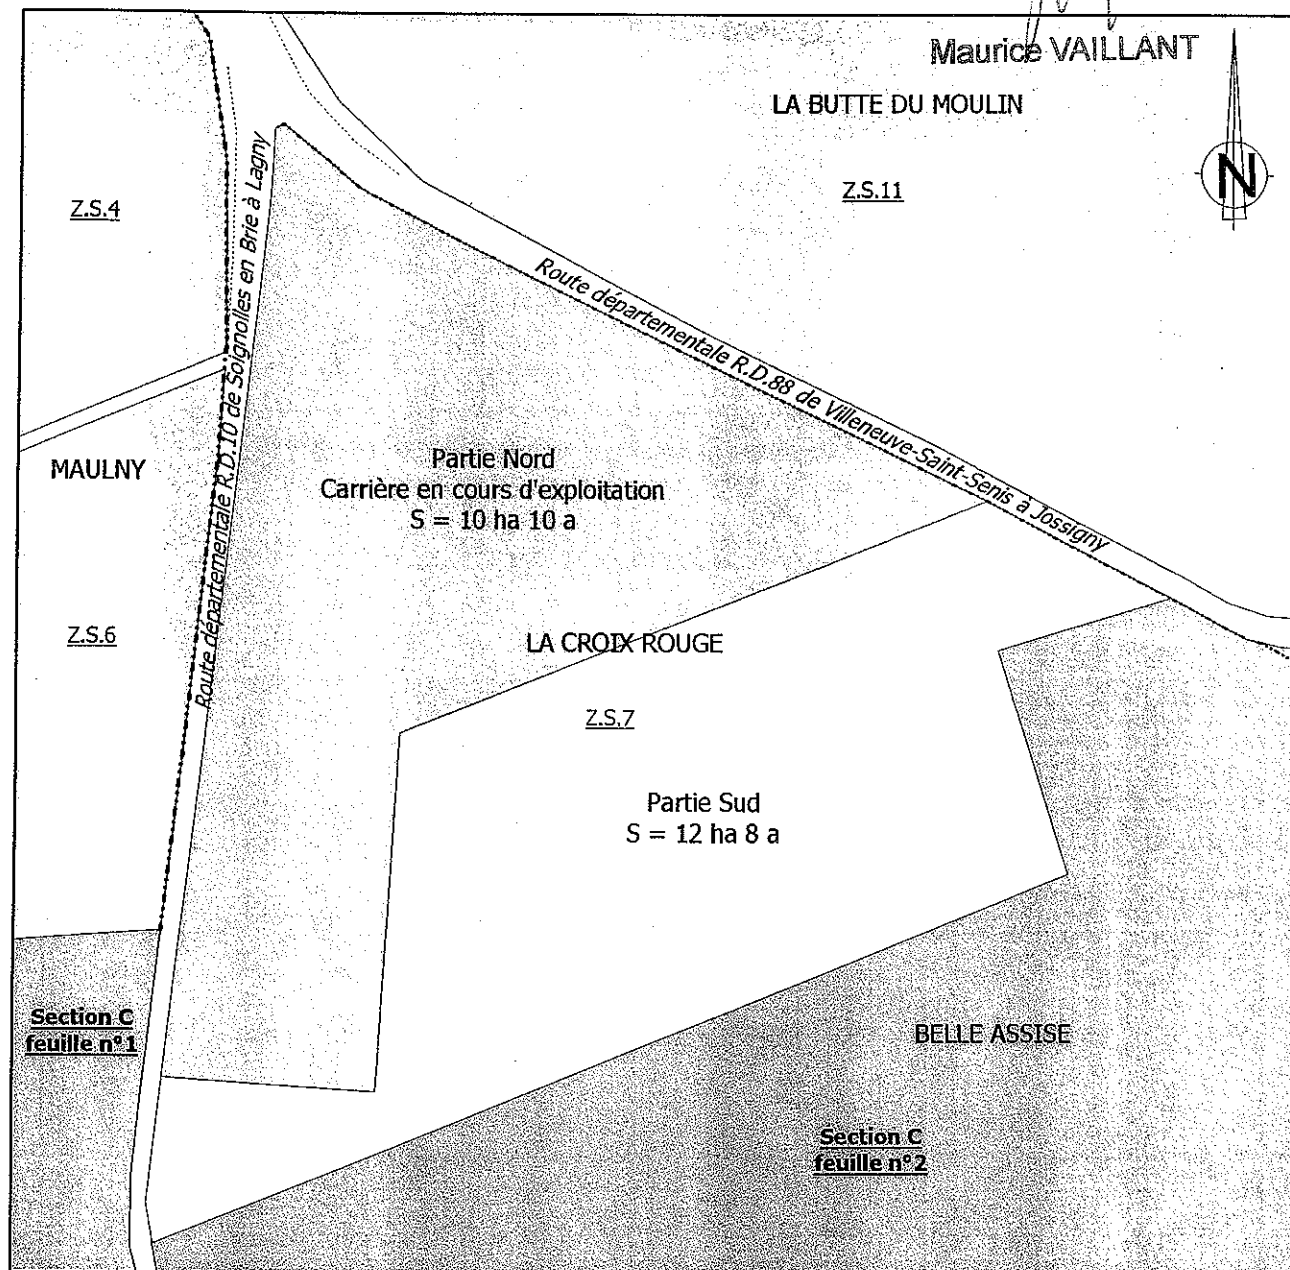 Maurice VAILLANT
LA BUTTE DU MOULIN
N
Z.S.4
Z.S.11
Route départementale R.D.10 de Soignolles en Brie à Lagny
Route départementale R.D.88 de Villeneuve-Saint-Senis à Jossigny
MAULNY
Partie Nord
Carrière en cours d'exploitation
S = 10 ha 10 a
Z.S.6
LA CROIX ROUGE
Z.S.7
Partie Sud
S = 12 ha 8 a
Section C
feuille n°1
BELLE ASSISE
Section C
feuille n°2